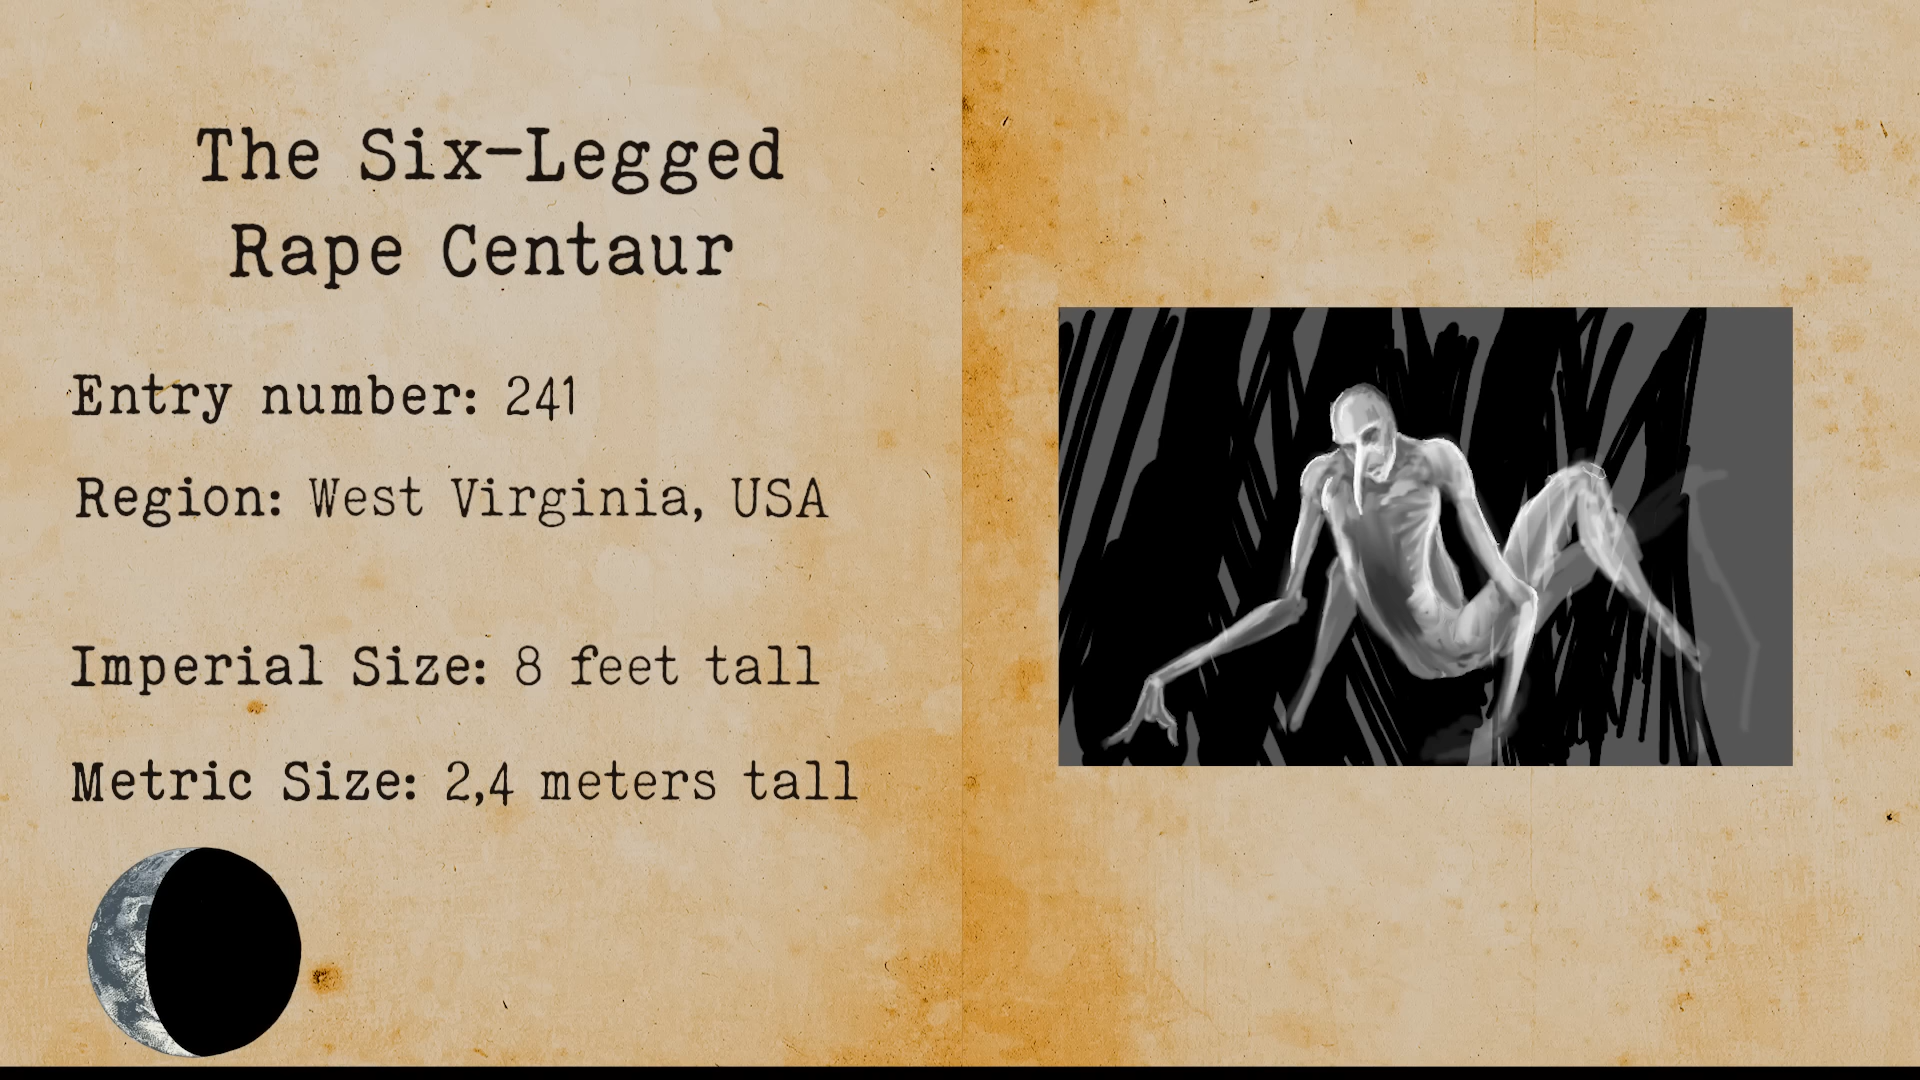 The Six-Legged
Rape Centaur
Entry number: 241
Region: West Virginia, USA
Imperial Size: 8 feet tall
Metric Size: 2,4 meters tall